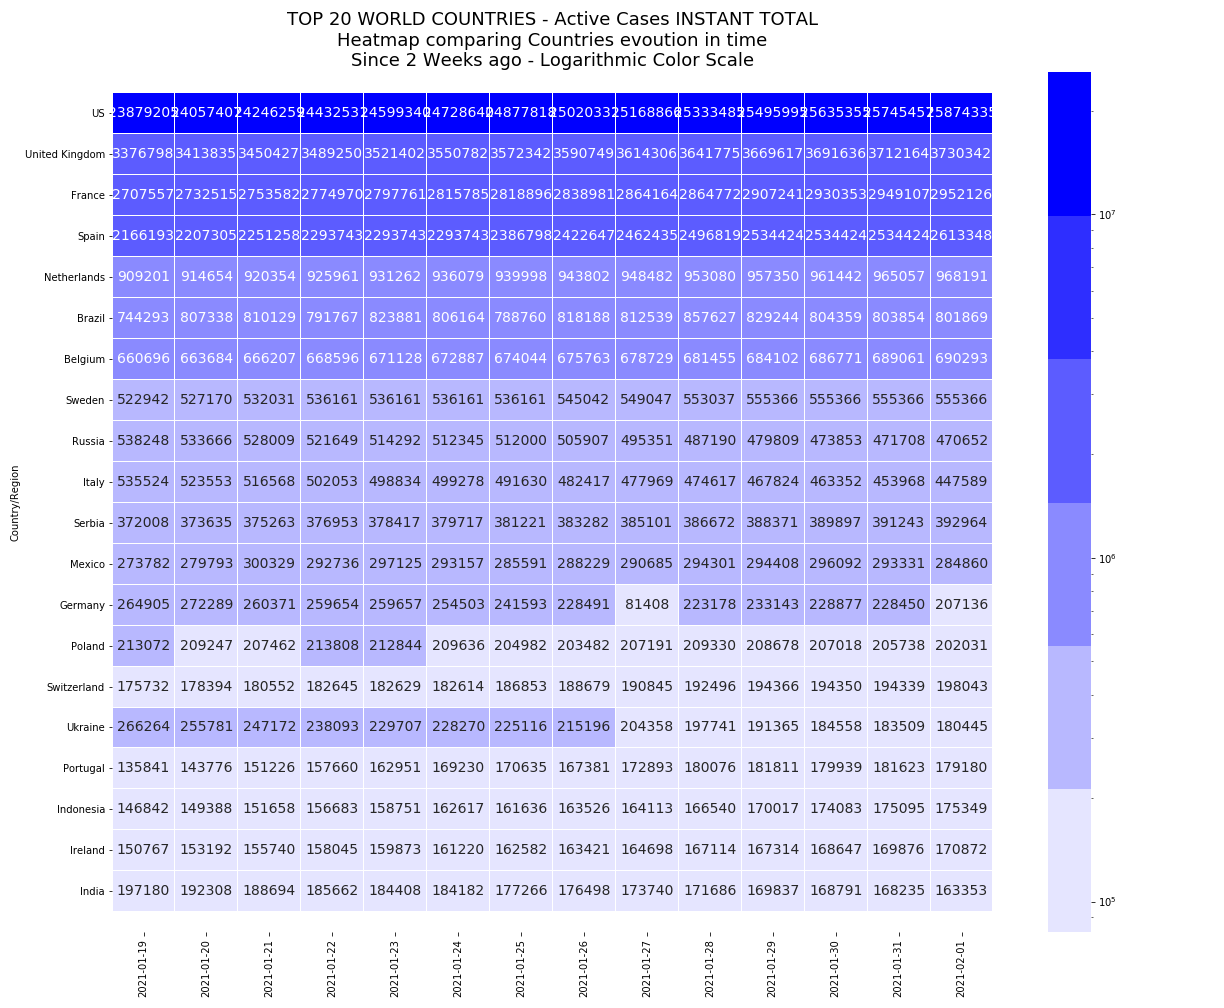 TOP 20 WORLD COUNTRIES - Active Cases INSTANT TOTAL
Heatmap comparing Countries evoution in time
Since 2 Weeks ago - Logarithmic Color Scale
Country/Region
US 23879205 24057407 24246259 24599340 24728640 24877818 25168866 25333485 25495995 25635355 25874335
United Kingdom 3376798 3413835 3450427 3489250 3521402 3550782 3572342 3590749 3614306 3641775 3669617 3691636 3712164 3730342
France 2707557 2732515 2753582 2774970 2797761 2815785 2818896 2838981 2864164 2864772 2907241 2930353 2949107 2952126
Spain 2166193 2207305 2251258 2293743 2293743 2293743 2386798 2422647 2462435 2496819 2534424 2534424 2534424 2613348
Netherlands 909201 914654 920354 925961 931262 936079 939998 943802 948482 953080 957350 961442 965057 968191
Brazil 744293 807338 810129 791767 823881 806164 788760 818188 812539 857627 829244 804359 803854 801869
Belgium 660696 663684 666207 668596 671128 672887 674044 675763 678729 681455 684102 686771 689061 690293
Sweden 522942 527170 532031 536161 536161 536161 536161 545042 549047 553037 555366 555366 555366 555366
Russia 538248 533666 528009 521649 514292 512345 512000 505907 495351 487190 479809 473853 471708 470652
Italy 535524 523553 516568 502053 498834 499278 491630 482417 477969 474617 467824 463352 453968 447589
Serbia 372008 373635 375263 376953 378417 379717 381221 383282 385101 386672 388371 389897 391243 392964
Mexico 273782 279793 300329 292736 297125 293157 285591 288229 290685 294301 294408 296092 293331 284860
Germany 264905 272289 260371 259654 259657 254503 241593 228491 81408 223178 233143 228877 228450 207136
Poland 213072 209247 207462 213808 212844 209636 204982 203482 207191 209330 208678 207018 205738 202031
Switzerland 175732 178394 180552 182645 182629 182614 186853 188679 190845 192496 194366 194350 194339 198043
Ukraine 266264 255781 247172 238093 229707 228270 225116 215196 204358 197741 191365 184558 183509 180445
Portugal 135841 143776 151226 157660 162951 169230 170635 167381 172893 180076 181811 179939 181623 179180
Indonesia 146842 149388 151658 156683 158751 162617 161636 163526 164113 166540 170017 174083 175095 175349
Ireland 150767 153192 155740 158045 159873 161220 162582 163421 164698 167114 167314 168647 169876 170872
India 197180 192308 188694 185662 184408 184182 177266 176498 173740 171686 169837 168791 168235 163353
2021-01-19 2021-01-20 2021-01-21 2021-01-22 2021-01-23 2021-01-24 2021-01-25 2021-01-26 2021-01-27 2021-01-28 2021-01-29 2021-01-30 2021-01-31 2021-02-01
10⁷
10⁶
10⁵